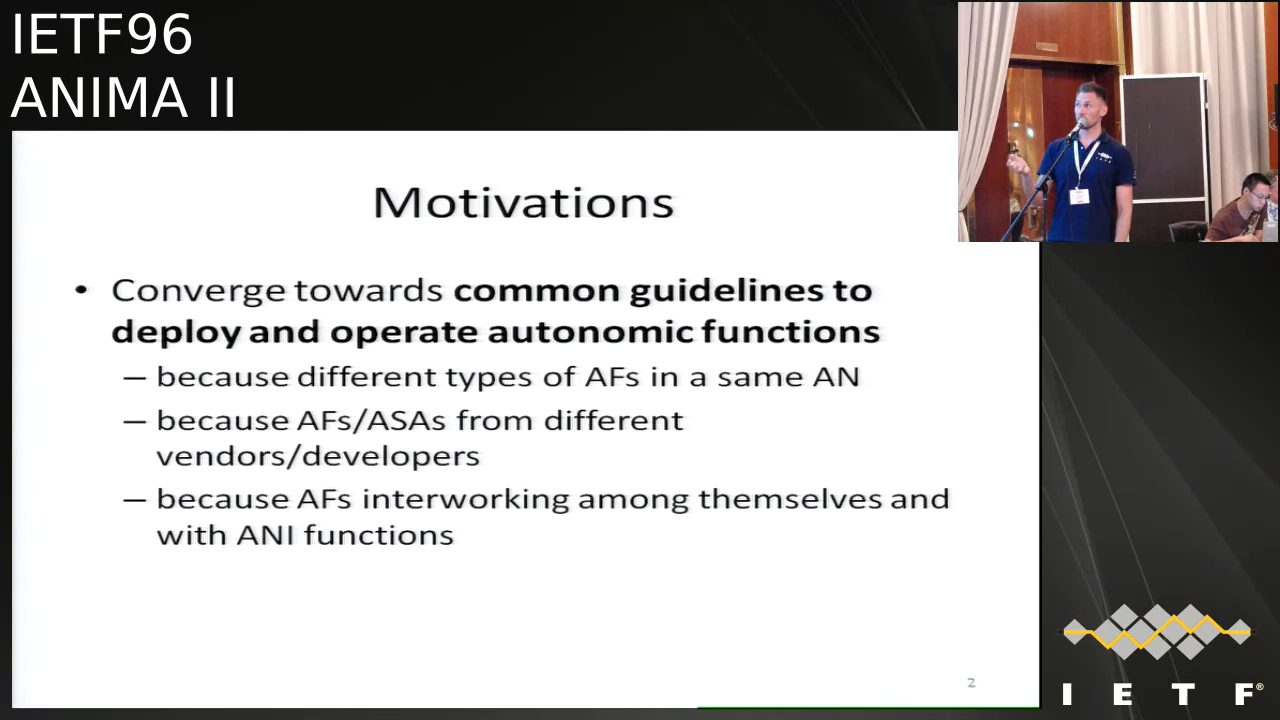 IETF96
ANIMA II
Motivations
• Converge towards common guidelines to
deploy and operate autonomic functions
– because different types of AFs in a same AN
– because AFs/ASAs from different
vendors/developers
– because AFs interworking among themselves and
with ANI functions
2
I E T F®